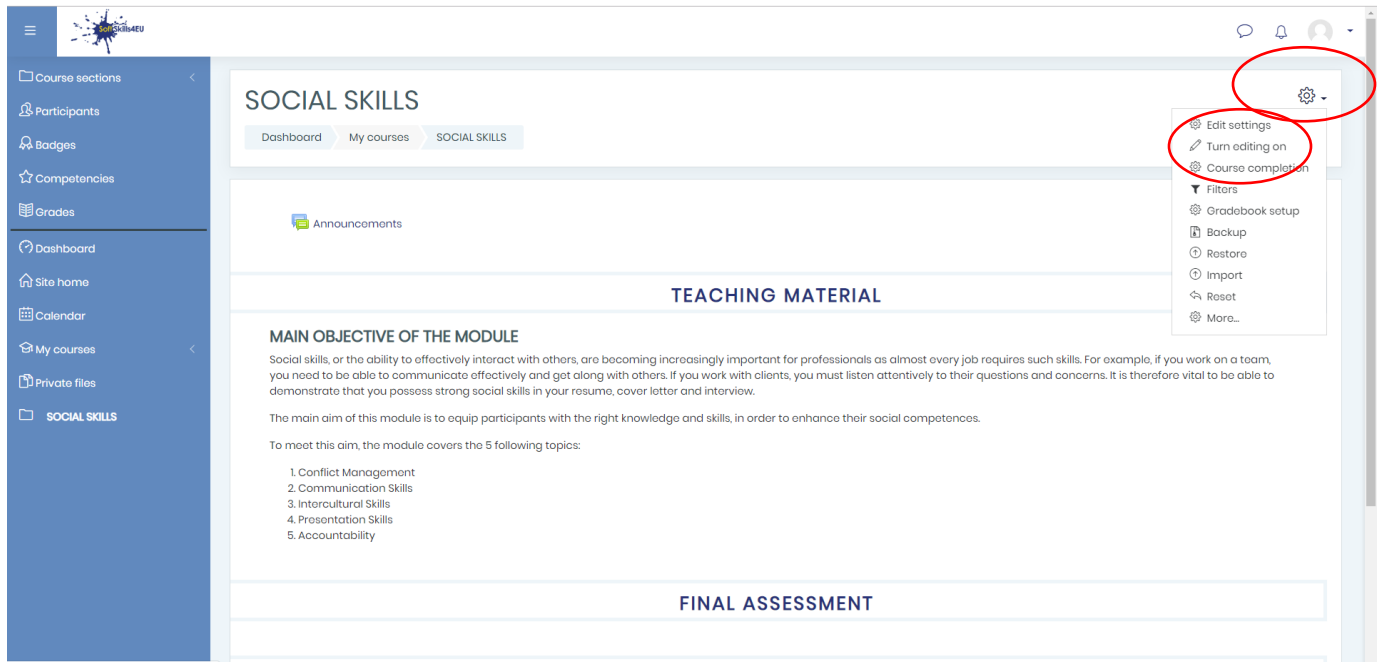 SoftSkills4EU
Course sections
Participants
Badges
Competencies
Grades
Dashboard
Site home
Calendar
My courses
Private files
SOCIAL SKILLS
SOCIAL SKILLS
Dashboard My courses SOCIAL SKILLS
Edit settings
Turn editing on
Course completion
Filters
Gradebook setup
Backup
Restore
Import
Reset
More...
Announcements
TEACHING MATERIAL
MAIN OBJECTIVE OF THE MODULE
Social skills, or the ability to effectively interact with others, are becoming increasingly important for professionals as almost every job requires such skills. For example, if you work on a team,
you need to be able to communicate effectively and get along with others. If you work with clients, you must listen attentively to their questions and concerns. It is therefore vital to be able to
demonstrate that you possess strong social skills in your resume, cover letter and interview.
The main aim of this module is to equip participants with the right knowledge and skills, in order to enhance their social competences.
To meet this aim, the module covers the 5 following topics:
1. Conflict Management
2. Communication Skills
3. Intercultural Skills
4. Presentation Skills
5. Accountability
FINAL ASSESSMENT